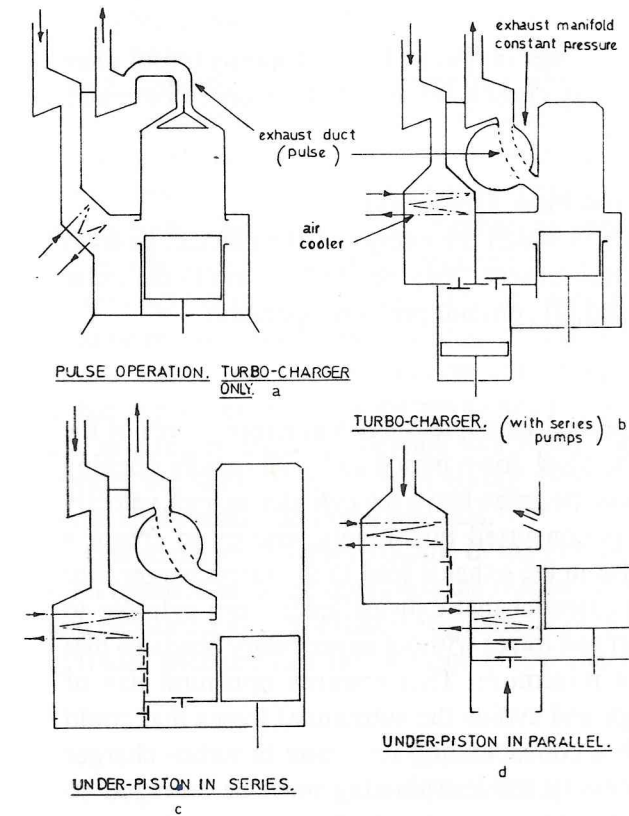 exhaust manifold
constant pressure
exhaust duct
(pulse)
air
cooler
PULSE OPERATION. TURBO-CHARGER
ONLY. a
TURBO-CHARGER. (with series) b
pumps
UNDER-PISTON IN SERIES.
c
UNDER-PISTON IN PARALLEL.
d